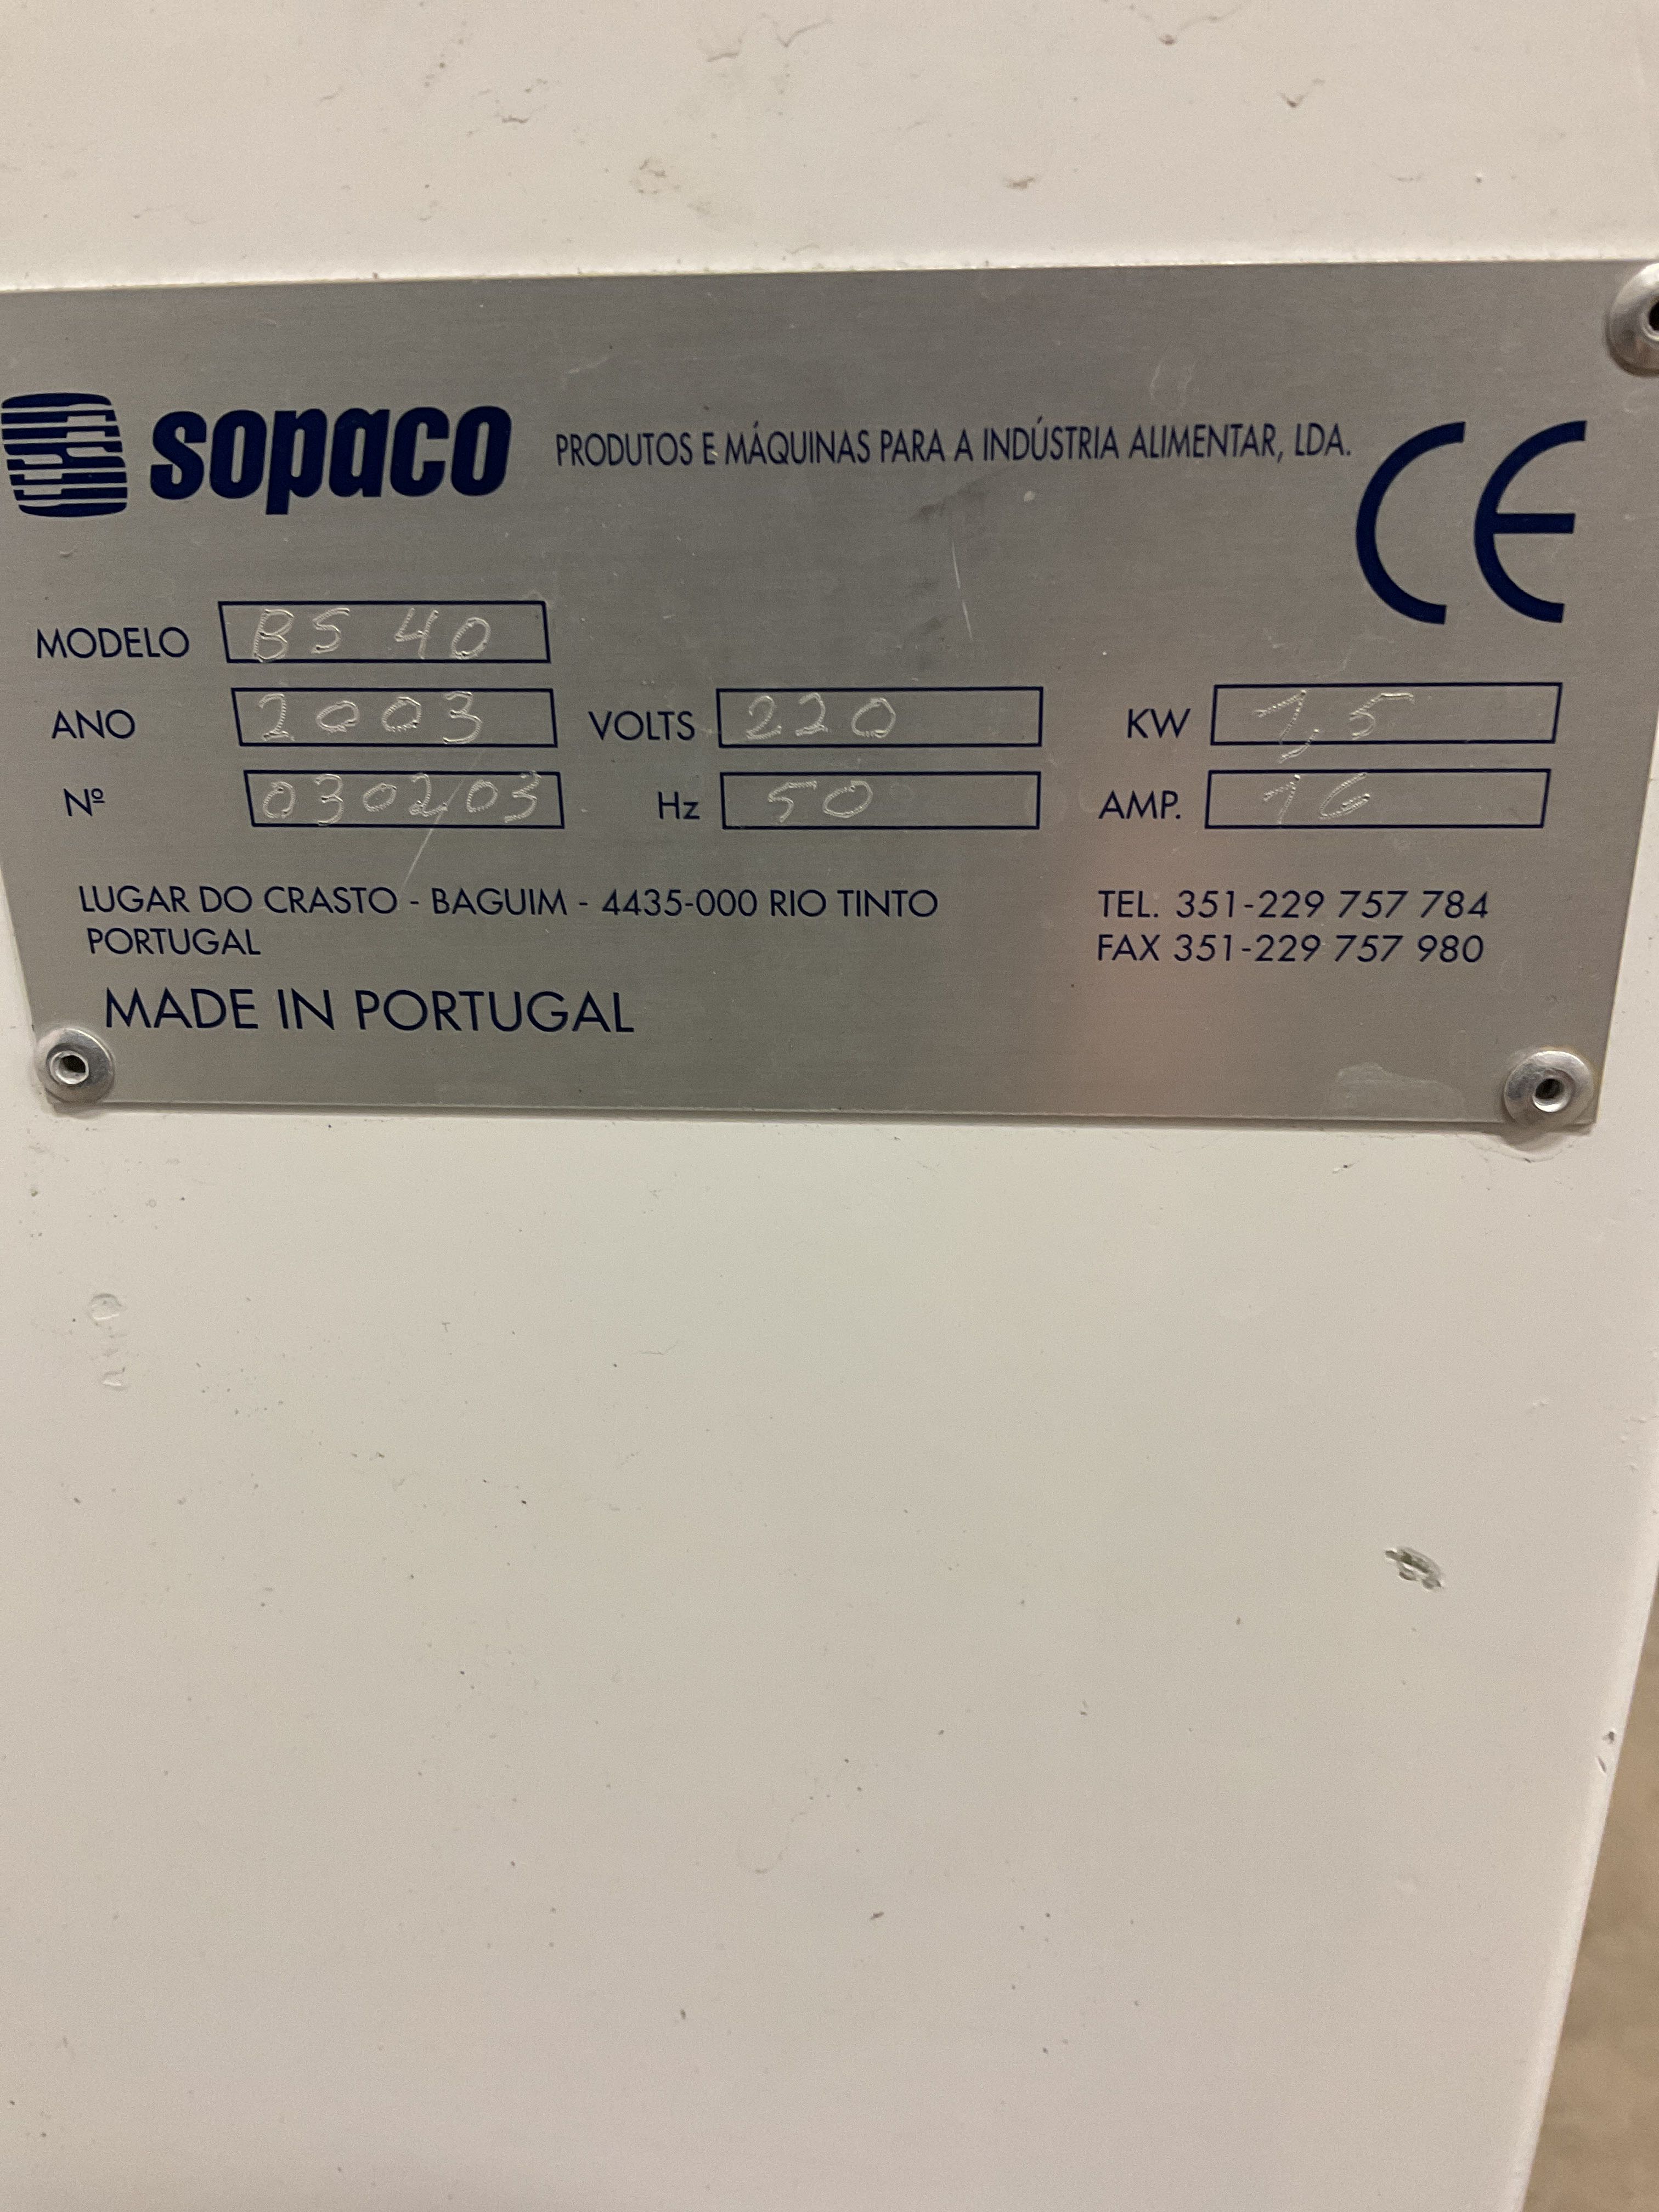 sopaco PRODUTOS E MÁQUINAS PARA A INDÚSTRIA ALIMENTAR, LDA. CE
MODELO BS 40
ANO 2003 VOLTS 220 KW 1,5
Nº 030203 Hz 50 AMP. 16
LUGAR DO CRASTO - BAGUIM - 4435-000 RIO TINTO TEL. 351-229 757 784
PORTUGAL FAX 351-229 757 980
MADE IN PORTUGAL